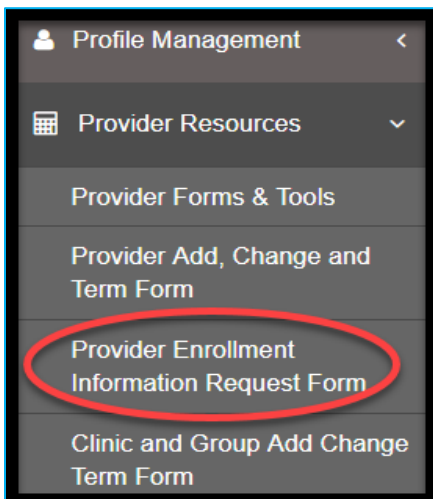 Profile Management
Provider Resources
Provider Forms & Tools
Provider Add, Change and
Term Form
Provider Enrollment
Information Request Form
Clinic and Group Add Change
Term Form